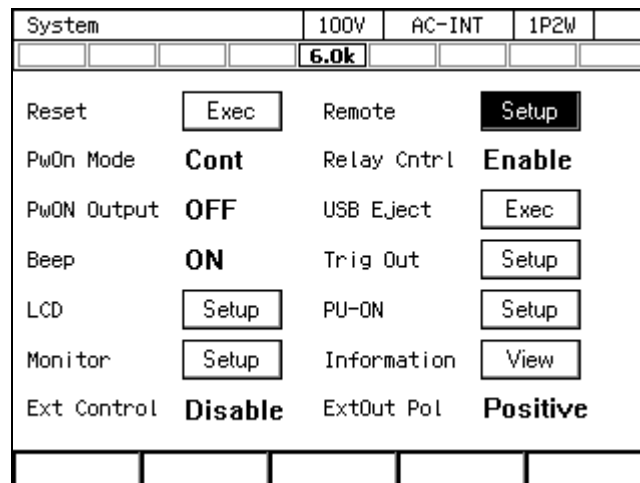 System 100V AC-INT 1P2W
6.0k
Reset Exec Remote Setup
PwOn Mode Cont Relay Cntrl Enable
PwON Output OFF USB Eject Exec
Beep ON Trig Out Setup
LCD Setup PU-ON Setup
Monitor Setup Information View
Ext Control Disable ExtOut Pol Positive